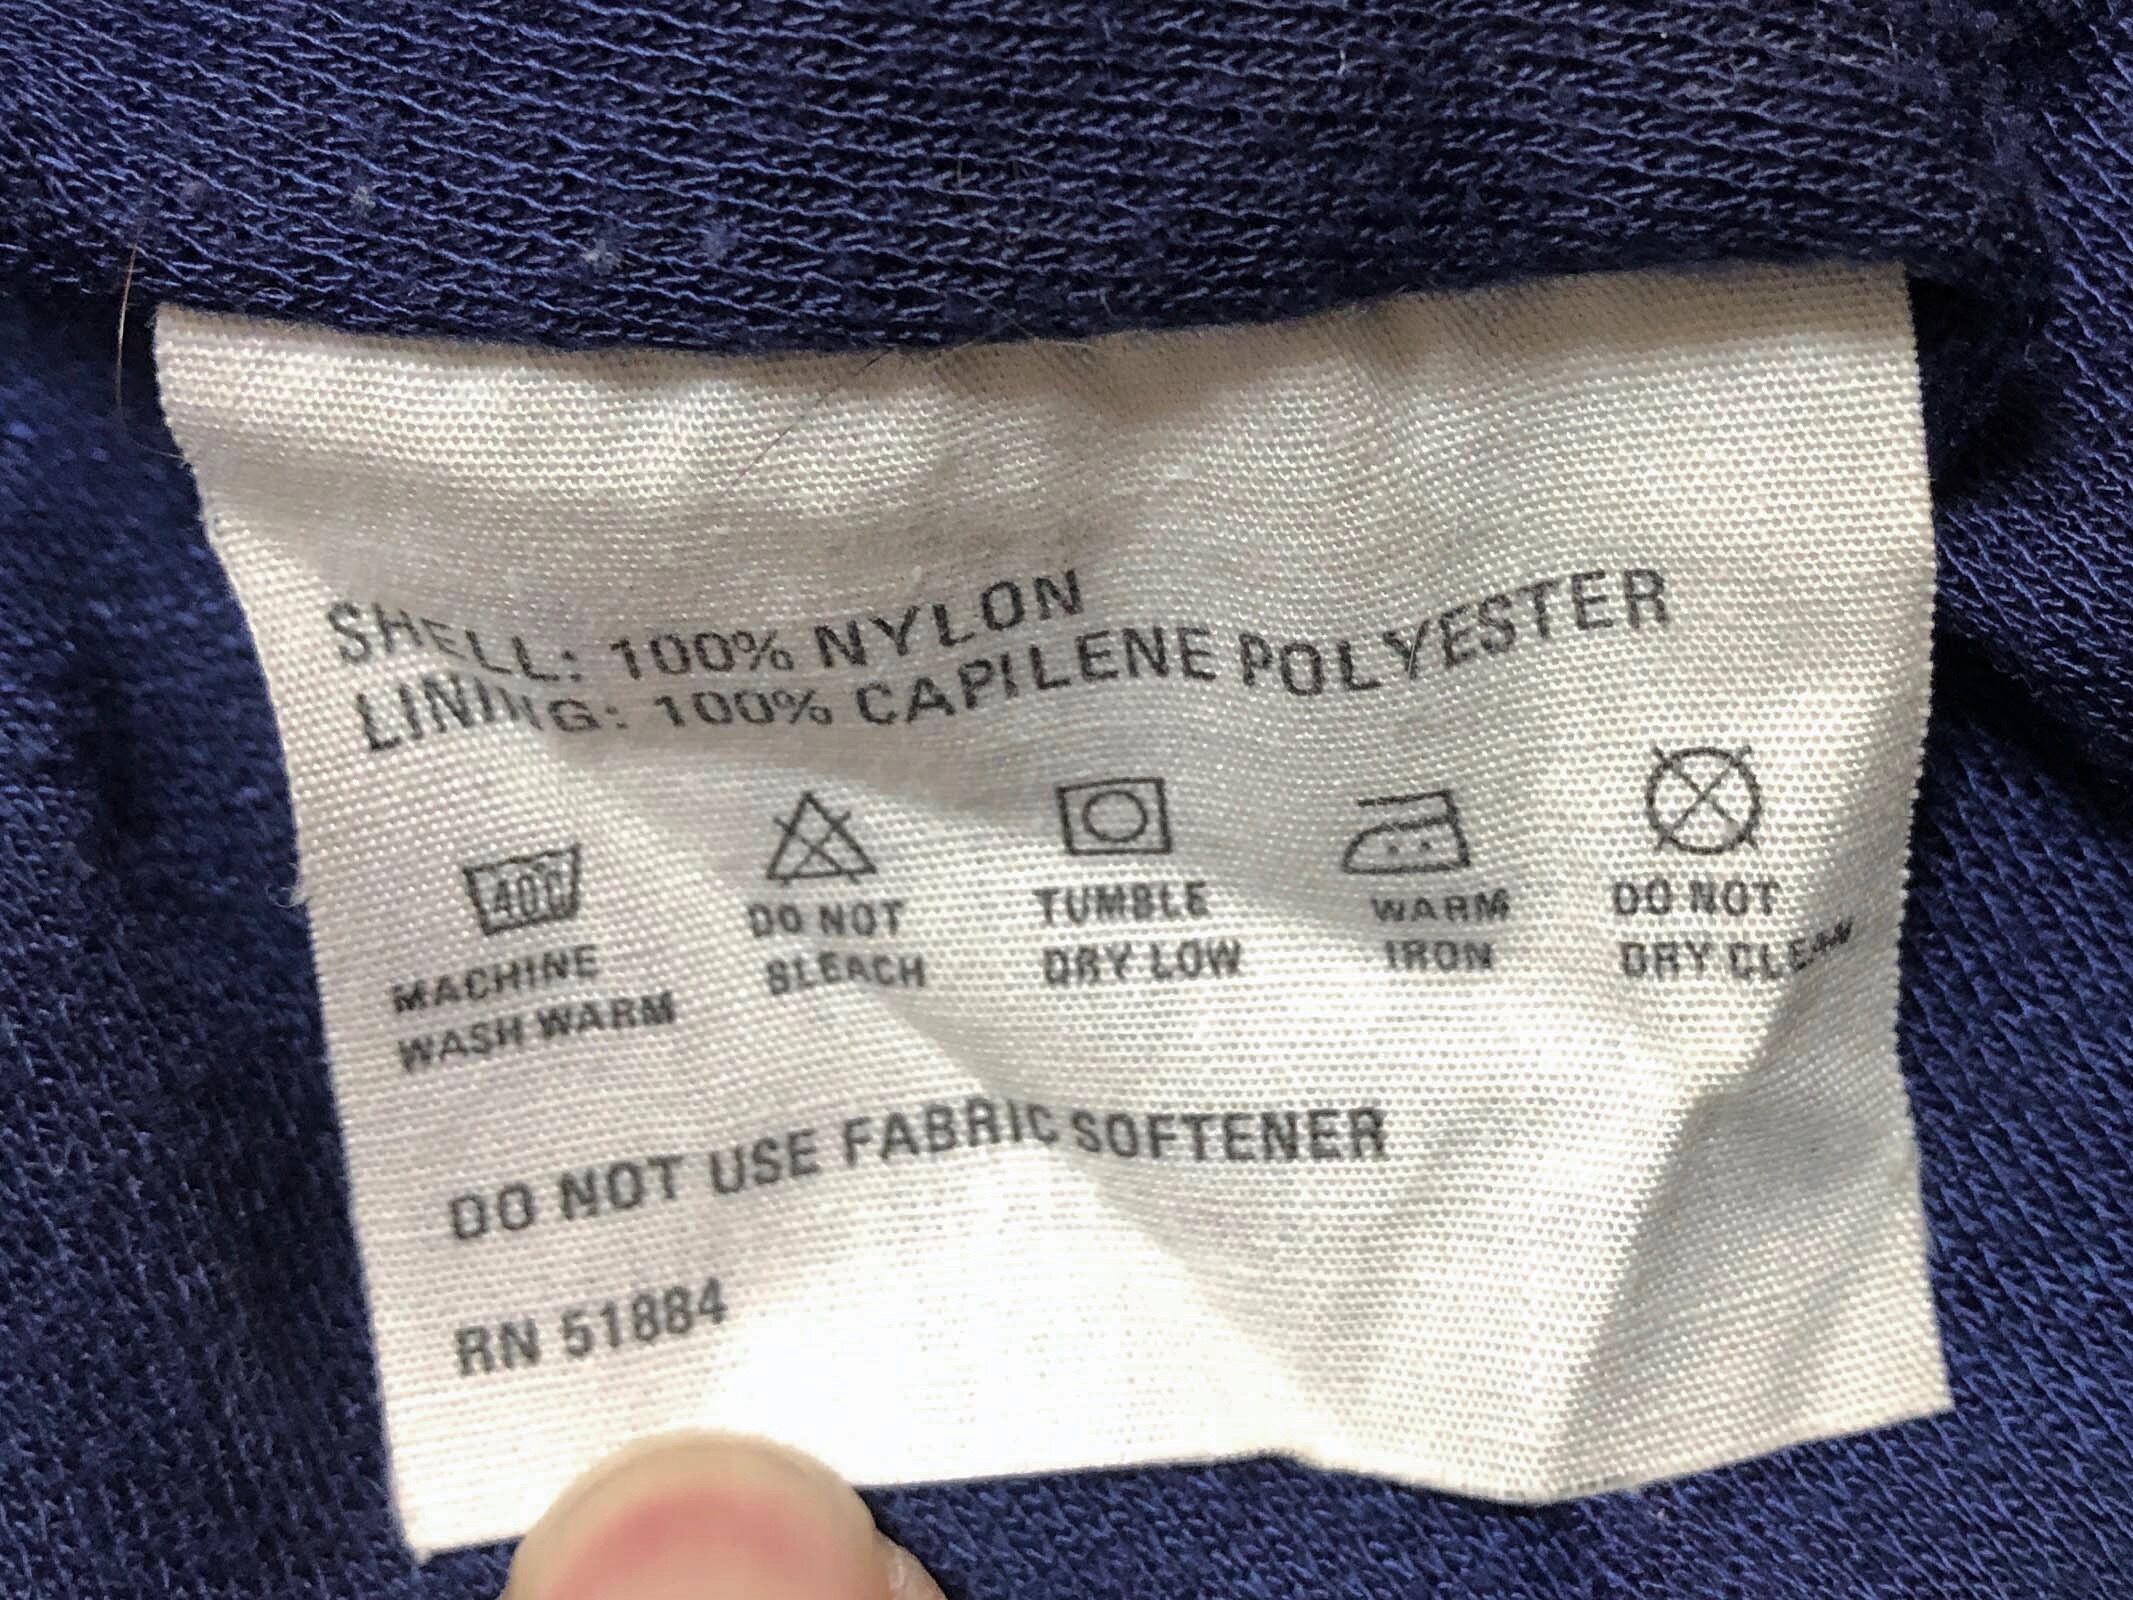 SHELL: 100% NYLON
LINING: 100% CAPILENE POLYESTER
40C
MACHINE
WASH WARM
DO NOT
BLEACH
TUMBLE
DRY LOW
WARM
IRON
DO NOT
DRY CLEAN
DO NOT USE FABRIC SOFTENER
RN 51884